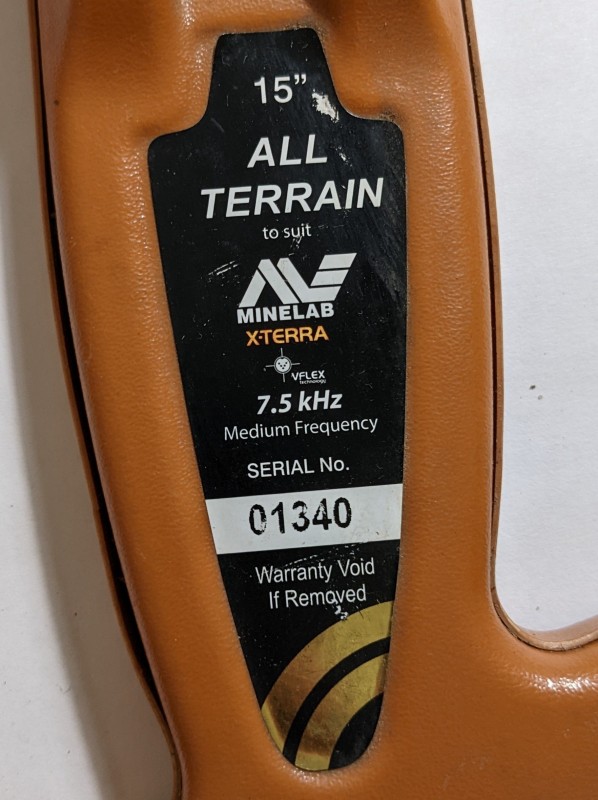 15”
ALL
TERRAIN
to suit
MINELAB
X-TERRA
VFLEX
technology
7.5 kHz
Medium Frequency
SERIAL No.
01340
Warranty Void
If Removed